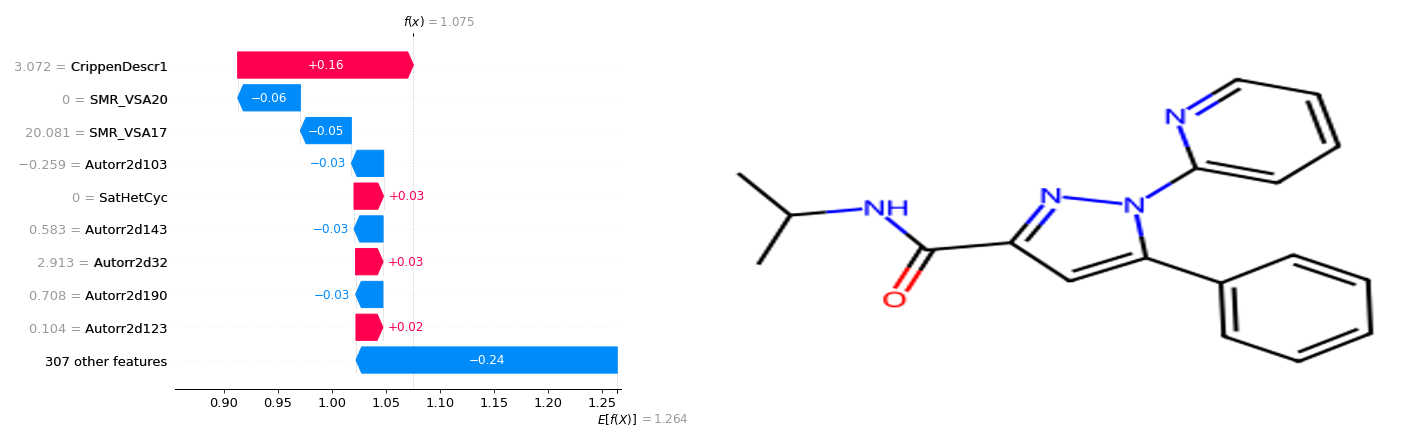 f(x) = 1.075
3.072 = CrippenDescr1
+0.16
0 = SMR_VSA20
−0.06
20.081 = SMR_VSA17
−0.05
−0.259 = Autorr2d103
−0.03
0 = SatHetCyc
+0.03
0.583 = Autorr2d143
−0.03
2.913 = Autorr2d32
+0.03
0.708 = Autorr2d190
−0.03
0.104 = Autorr2d123
+0.02
307 other features
−0.24
0.90 0.95 1.00 1.05 1.10 1.15 1.20 1.25
E[f(X)] = 1.264
N
N
N
NH
O